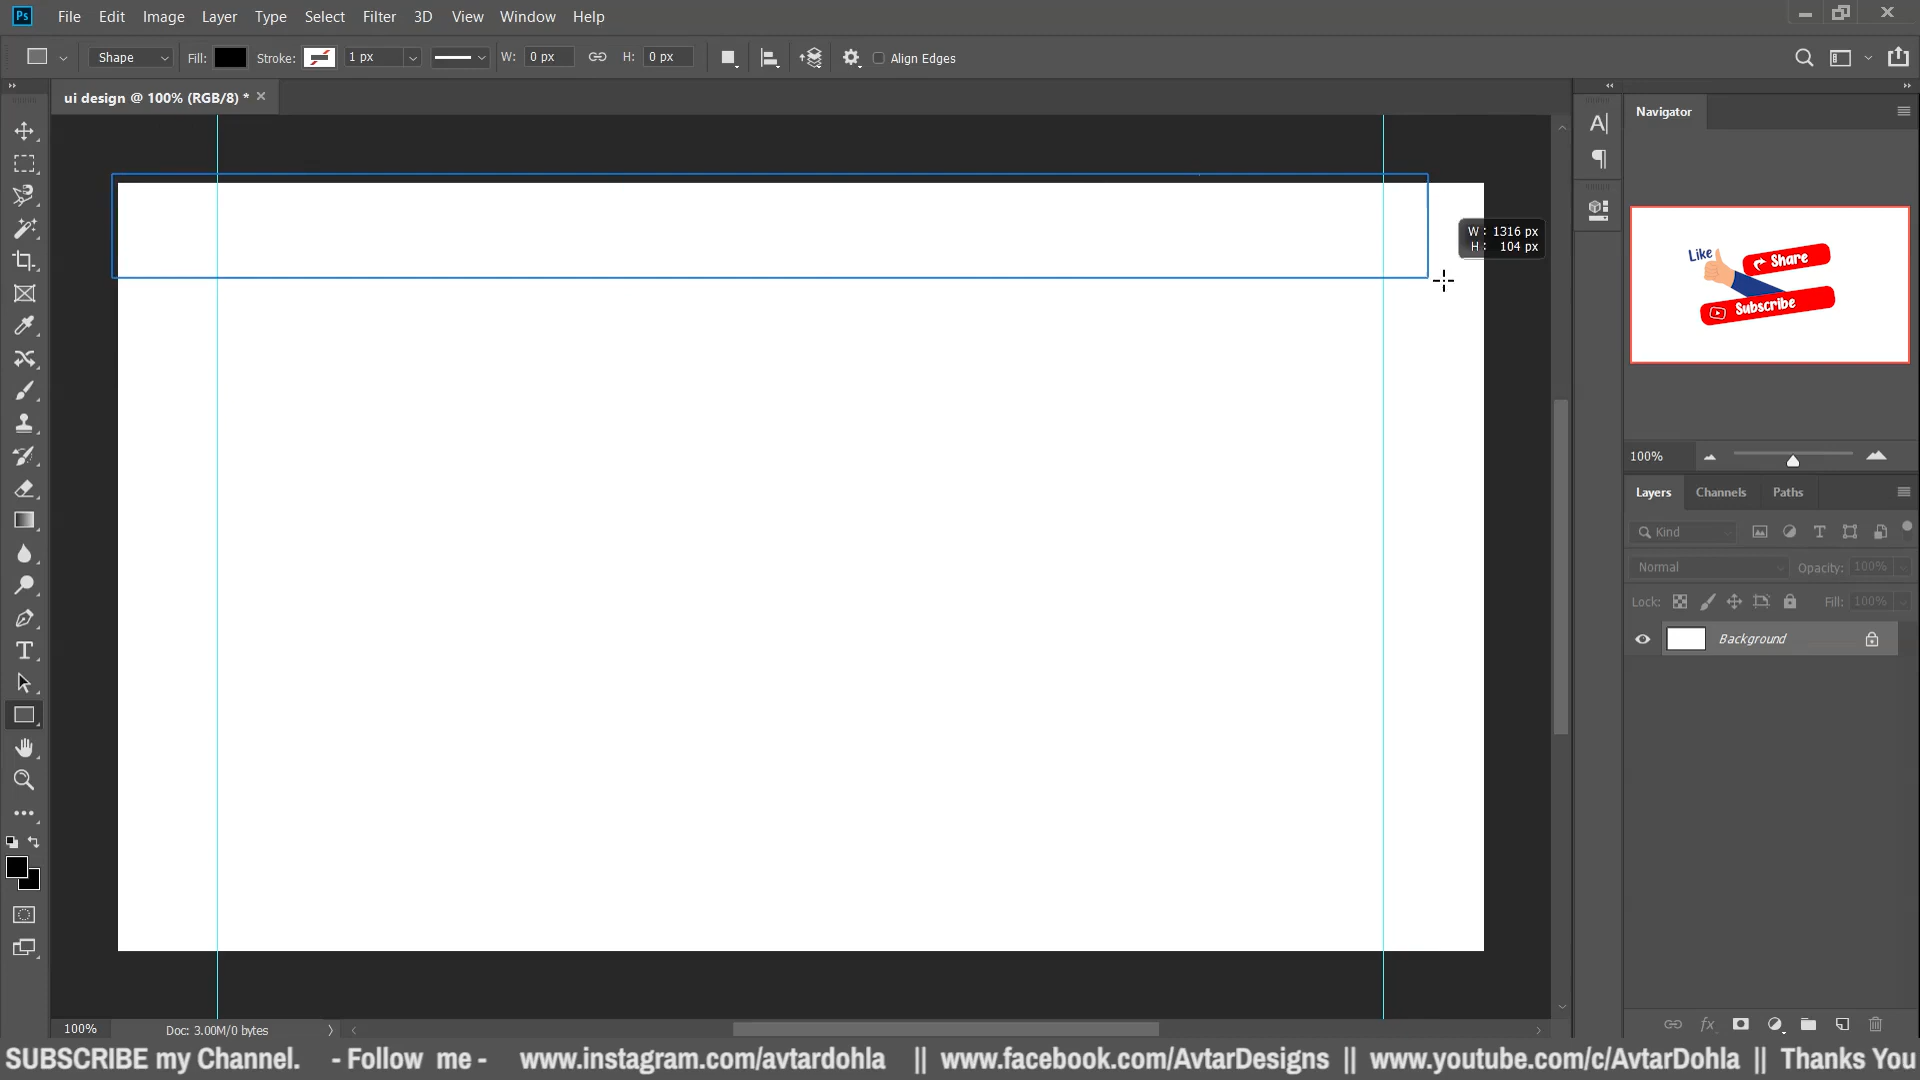 Ps File Edit Image Layer Type Select Filter 3D View Window Help
Shape Fill: Stroke: 1 px W: 0 px H: 0 px Align Edges
ui design @ 100% (RGB/8) *
Navigator
W: 1316 px
H: 104 px
Like
Share
Subscribe
100%
Layers Channels Paths
Kind
Normal Opacity: 100%
Lock: Fill: 100%
Background
100% Doc: 3.00M/0 bytes
SUBSCRIBE my Channel. - Follow me - www.instagram.com/avtardohla || www.facebook.com/AvtarDesigns || www.youtube.com/c/AvtarDohla || Thanks You